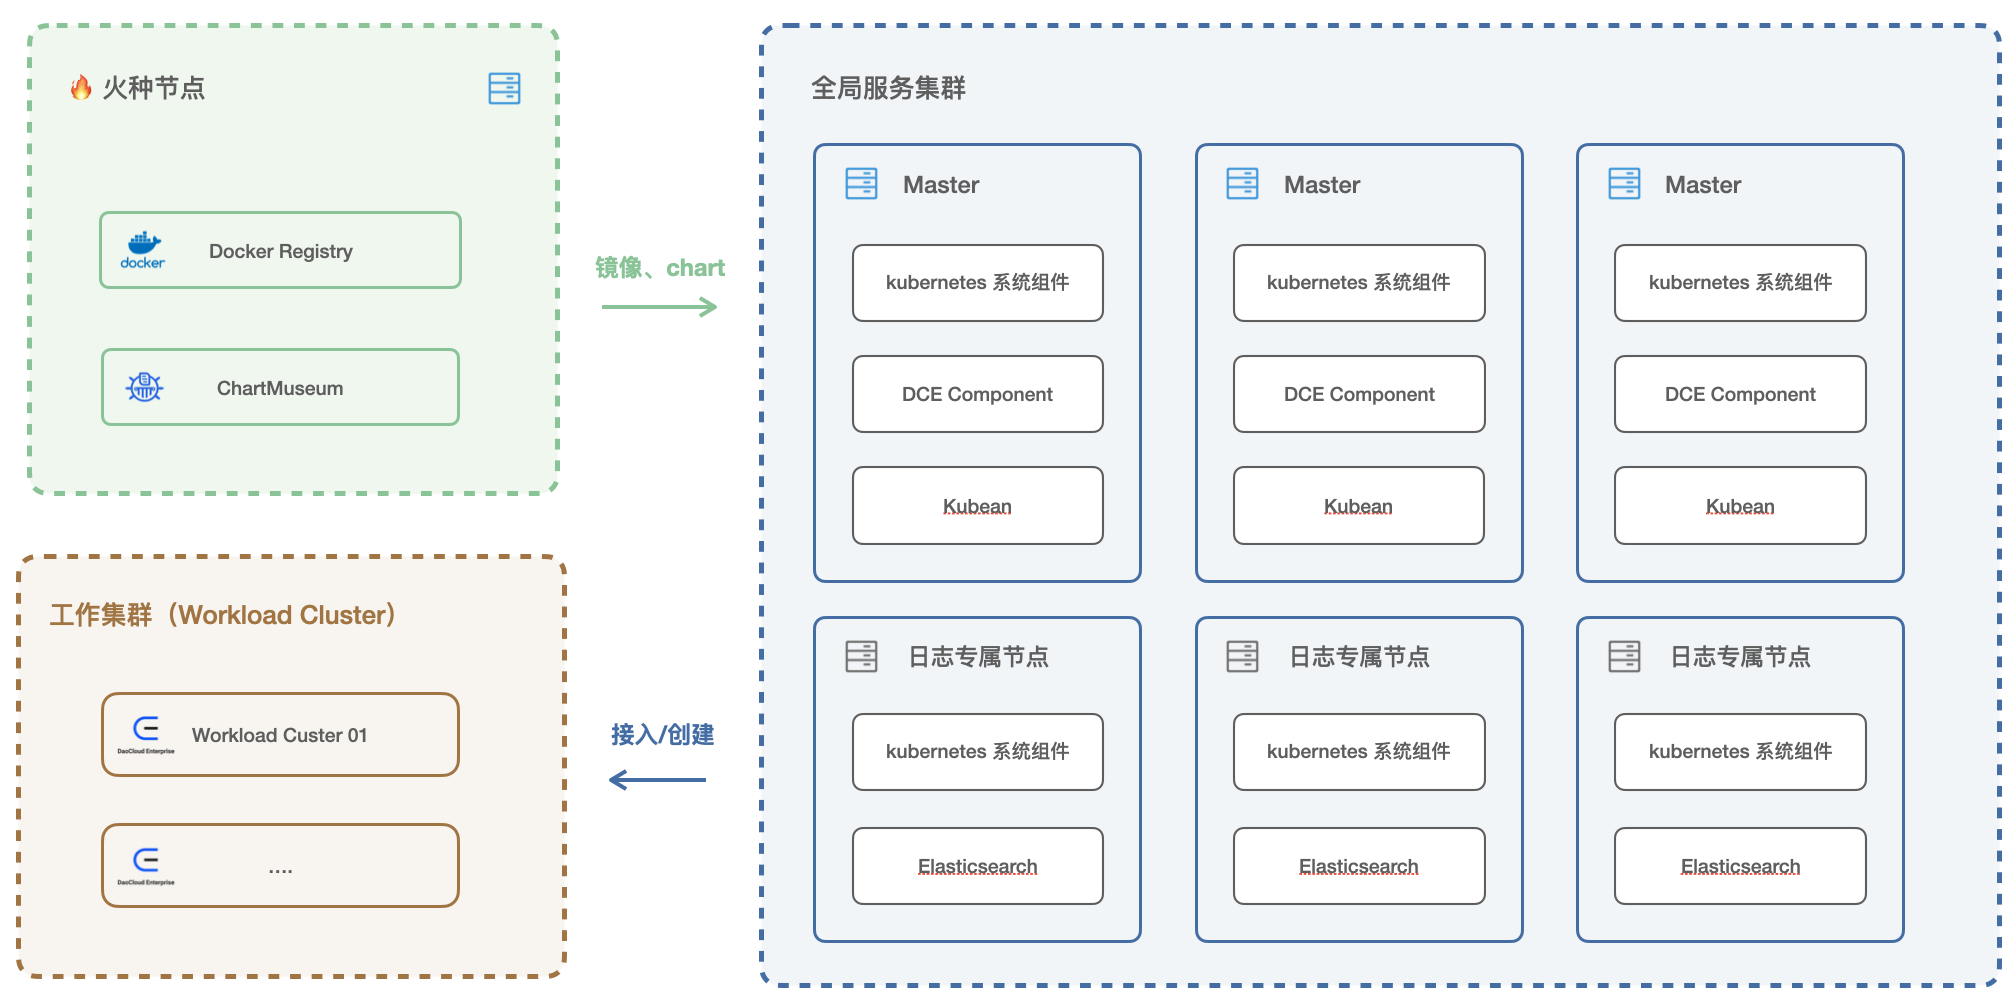 火种节点
docker
Docker Registry
ChartMuseum
镜像、chart
工作集群（Workload Cluster）
DaoCloud Enterprise
Workload Custer 01
DaoCloud Enterprise
....
接入/创建
全局服务集群
Master
kubernetes 系统组件
DCE Component
Kubean
Master
kubernetes 系统组件
DCE Component
Kubean
Master
kubernetes 系统组件
DCE Component
Kubean
日志专属节点
kubernetes 系统组件
Elasticsearch
日志专属节点
kubernetes 系统组件
Elasticsearch
日志专属节点
kubernetes 系统组件
Elasticsearch